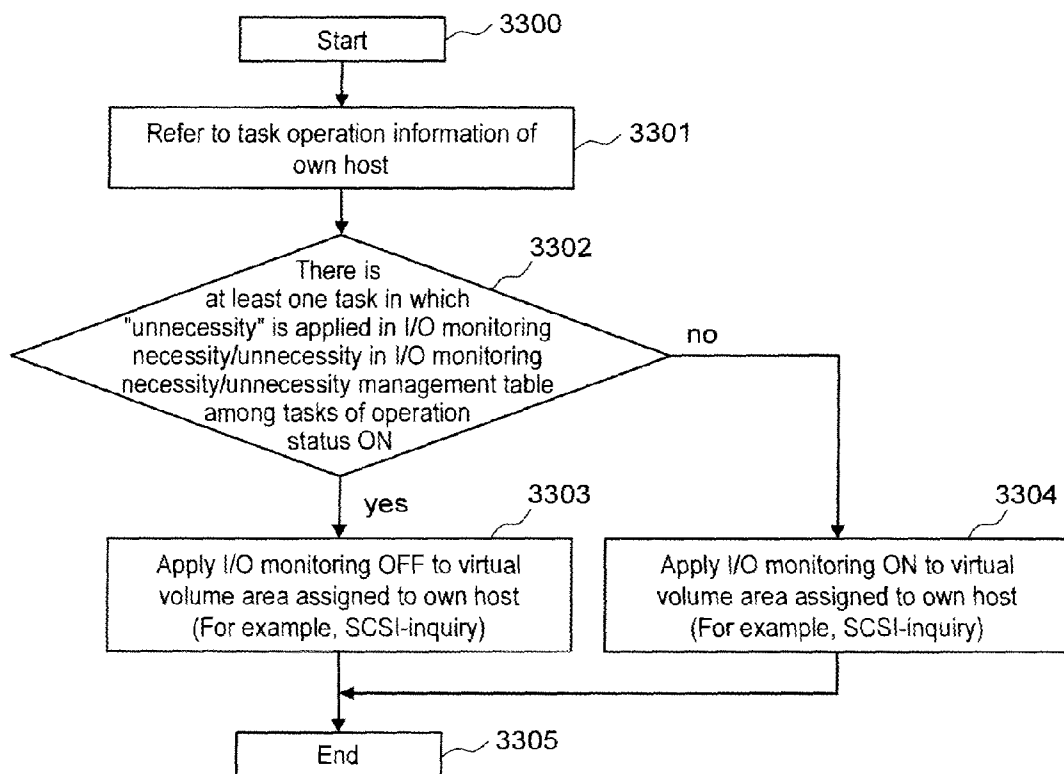 Start
3300
Refer to task operation information of
own host
3301
3302
There is
at least one task in which
"unnecessity" is applied in I/O monitoring
necessity/unnecessity in I/O monitoring
necessity/unnecessity management table
among tasks of operation
status ON
no
yes
3303
Apply I/O monitoring OFF to virtual
volume area assigned to own host
(For example, SCSI-inquiry)
3304
Apply I/O monitoring ON to virtual
volume area assigned to own host
(For example, SCSI-inquiry)
End
3305